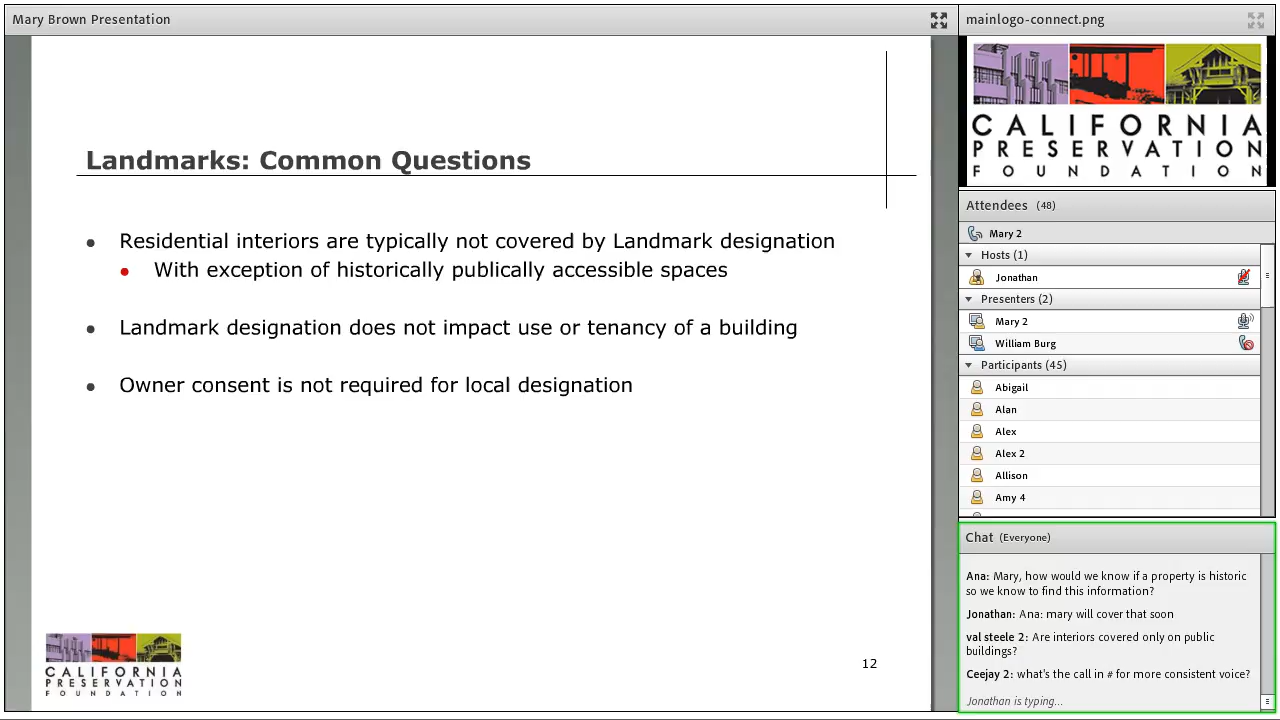 Mary Brown Presentation
Landmarks: Common Questions
Residential interiors are typically not covered by Landmark designation
With exception of historically publically accessible spaces
Landmark designation does not impact use or tenancy of a building
Owner consent is not required for local designation
CALIFORNIA
PRESERVATION
FOUNDATION
12
mainlogo-connect.png
CALIFORNIA
PRESERVATION
FOUNDATION
Attendees (48)
Mary 2
Hosts (1)
Jonathan
Presenters (2)
Mary 2
William Burg
Participants (45)
Abigail
Alan
Alex
Alex 2
Allison
Amy 4
Chat (Everyone)
Ana: Mary, how would we know if a property is historic
so we know to find this information?
Jonathan: Ana: mary will cover that soon
val steele 2: Are interiors covered only on public
buildings?
Ceejay 2: what's the call in # for more consistent voice?
Jonathan is typing...